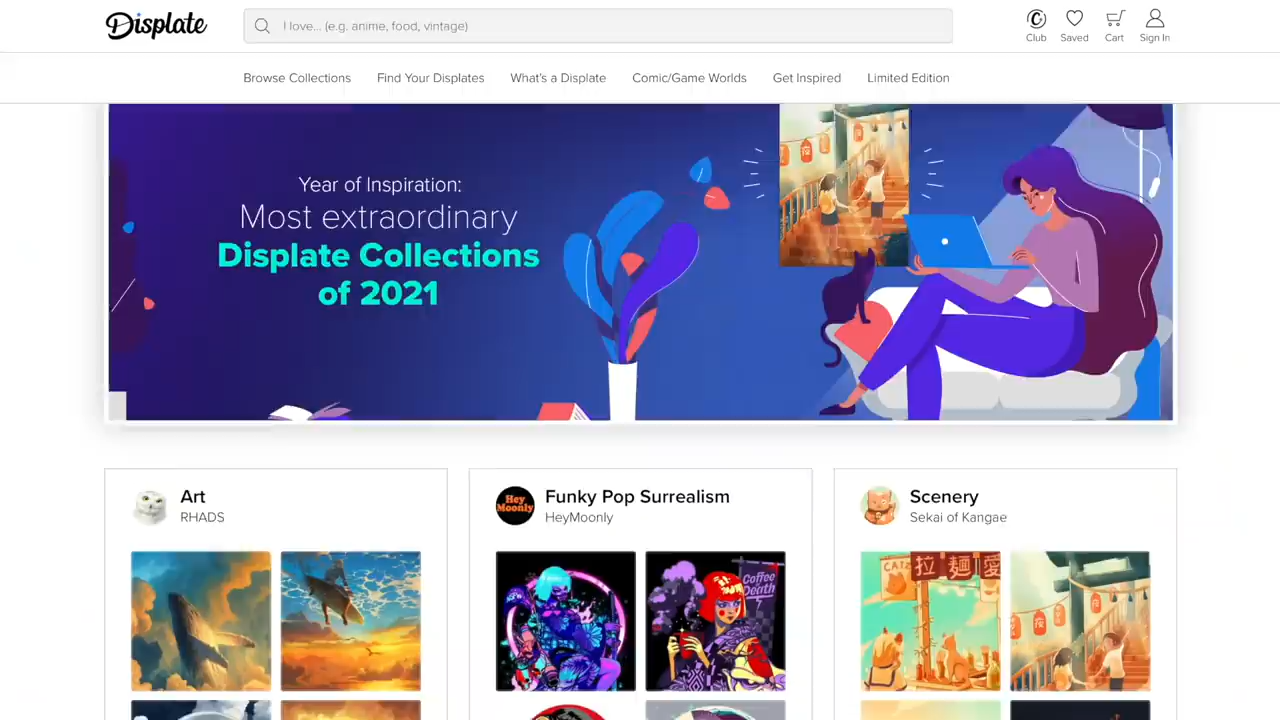 Displate
I love... (e.g. anime, food, vintage)
Club
Saved
Cart
Sign In
Browse Collections
Find Your Displates
What's a Displate
Comic/Game Worlds
Get Inspired
Limited Edition
Year of Inspiration:
Most extraordinary
Displate Collections
of 2021
Art
RHADS
Hey
Moonly
Funky Pop Surrealism
HeyMoonly
Scenery
Sekai of Kangae
Coffee
Death
拉麵愛